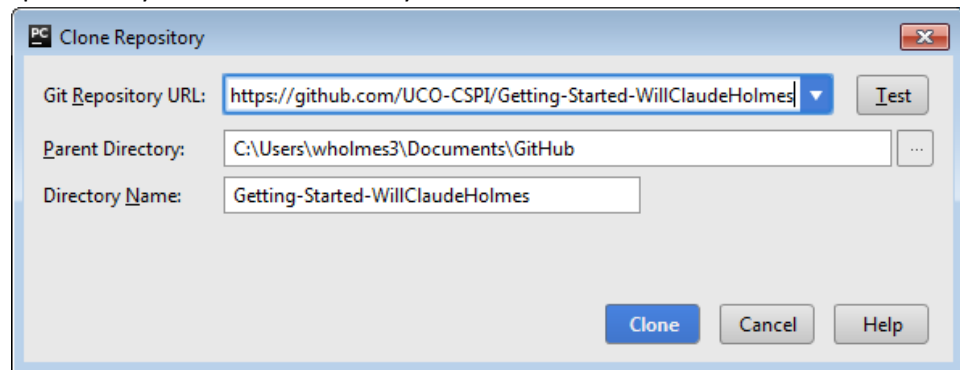 PC Clone Repository
Git Repository URL: https://github.com/UCO-CSPI/Getting-Started-WillClaudeHolmes Test
Parent Directory: C:\Users\wholmes3\Documents\GitHub ...
Directory Name: Getting-Started-WillClaudeHolmes
Clone Cancel Help